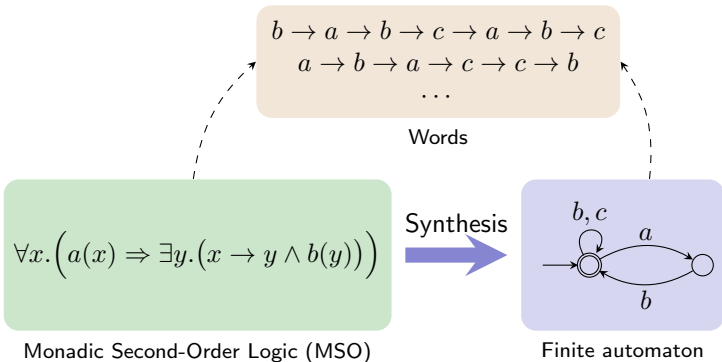 b → a → b → c → a → b → c
a → b → a → c → c → b
...
Words
∀x.(a(x) ⇒ ∃y.(x → y ∧ b(y)))
Synthesis
b, c
a
b
Monadic Second-Order Logic (MSO)
Finite automaton